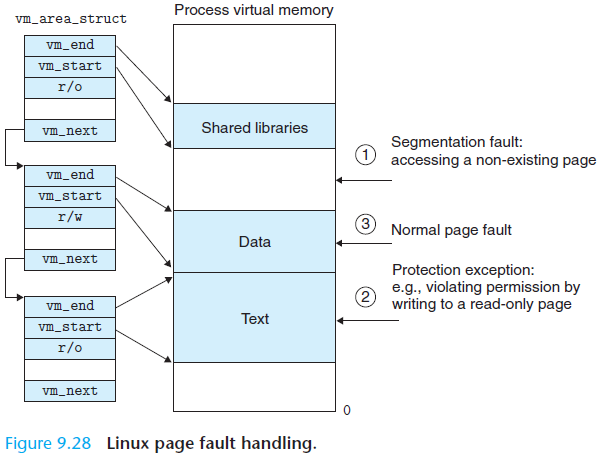 vm_area_struct
Process virtual memory
vm_end
vm_start
r/o
vm_next
vm_end
vm_start
r/w
vm_next
vm_end
vm_start
r/o
vm_next
Shared libraries
Data
Text
0
1
Segmentation fault:
accessing a non-existing page
3
Normal page fault
2
Protection exception:
e.g., violating permission by
writing to a read-only page
Figure 9.28 Linux page fault handling.